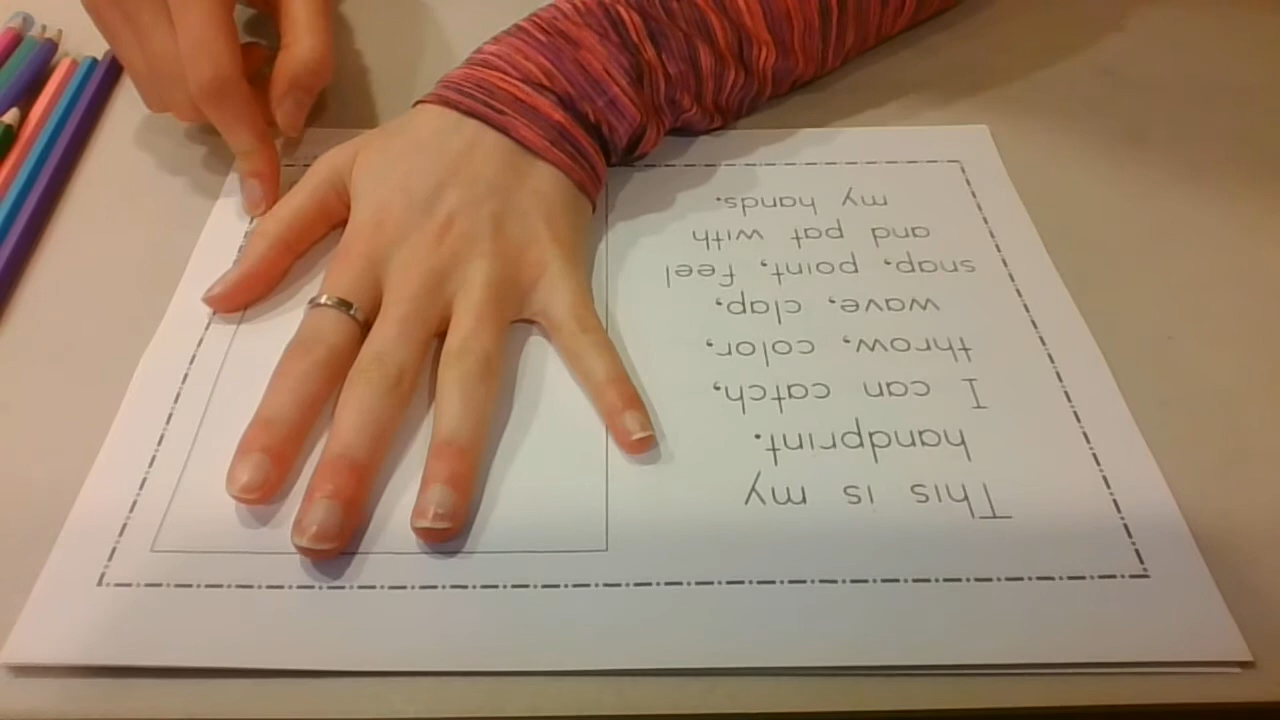 This is my
handprint.
I can catch,
throw, color,
wave, clap,
snap, point, feel
and pat with
my hands.